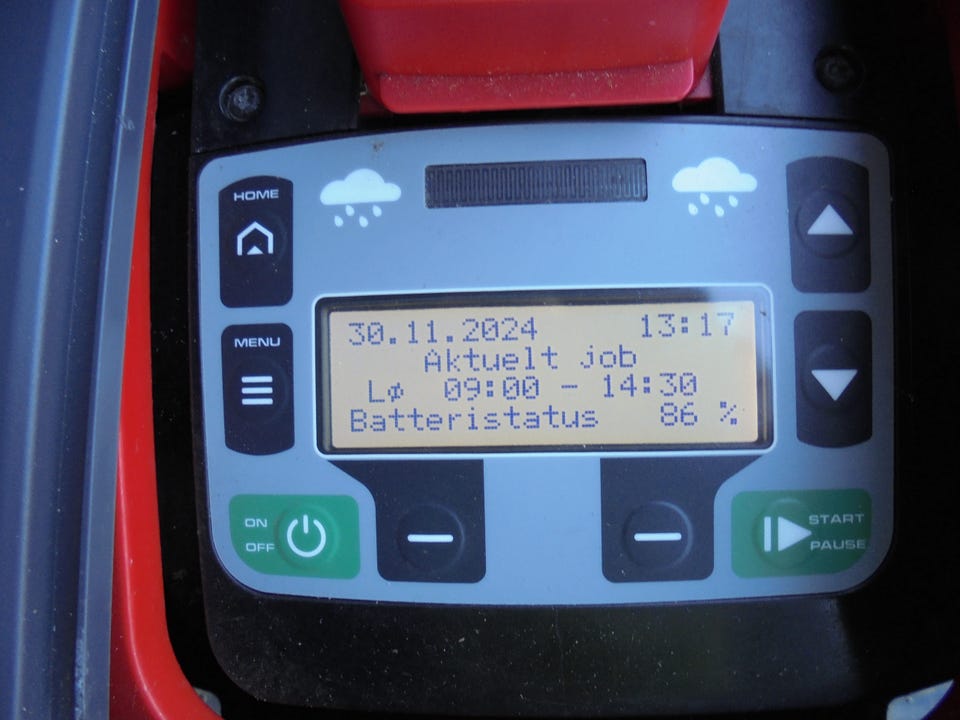 HOME
MENU
30.11.2024 13:17
Aktuelt job
Lø 09:00 - 14:30
Batteristatus 86 %
ON
OFF
START
PAUSE